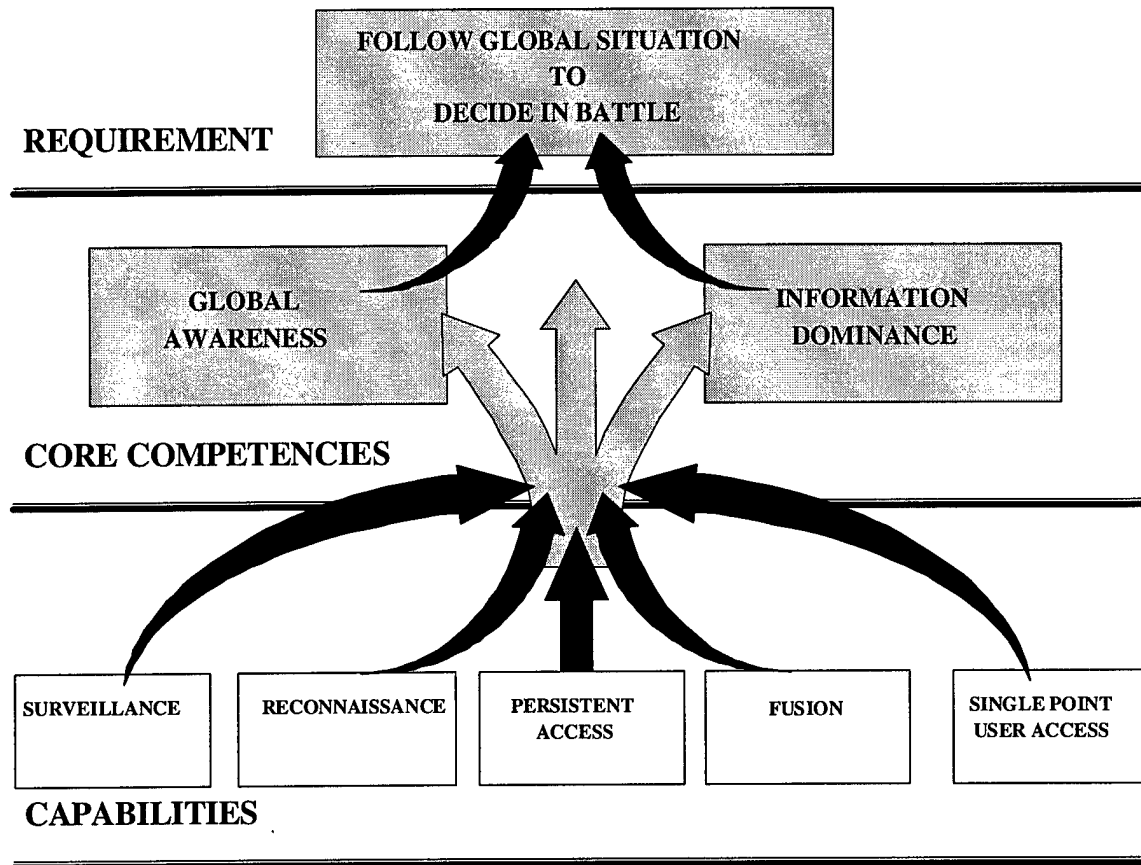 FOLLOW GLOBAL SITUATION
TO
DECIDE IN BATTLE
REQUIREMENT
GLOBAL
AWARENESS
INFORMATION
DOMINANCE
CORE COMPETENCIES
SURVEILLANCE
RECONNAISSANCE
PERSISTENT
ACCESS
FUSION
SINGLE POINT
USER ACCESS
CAPABILITIES